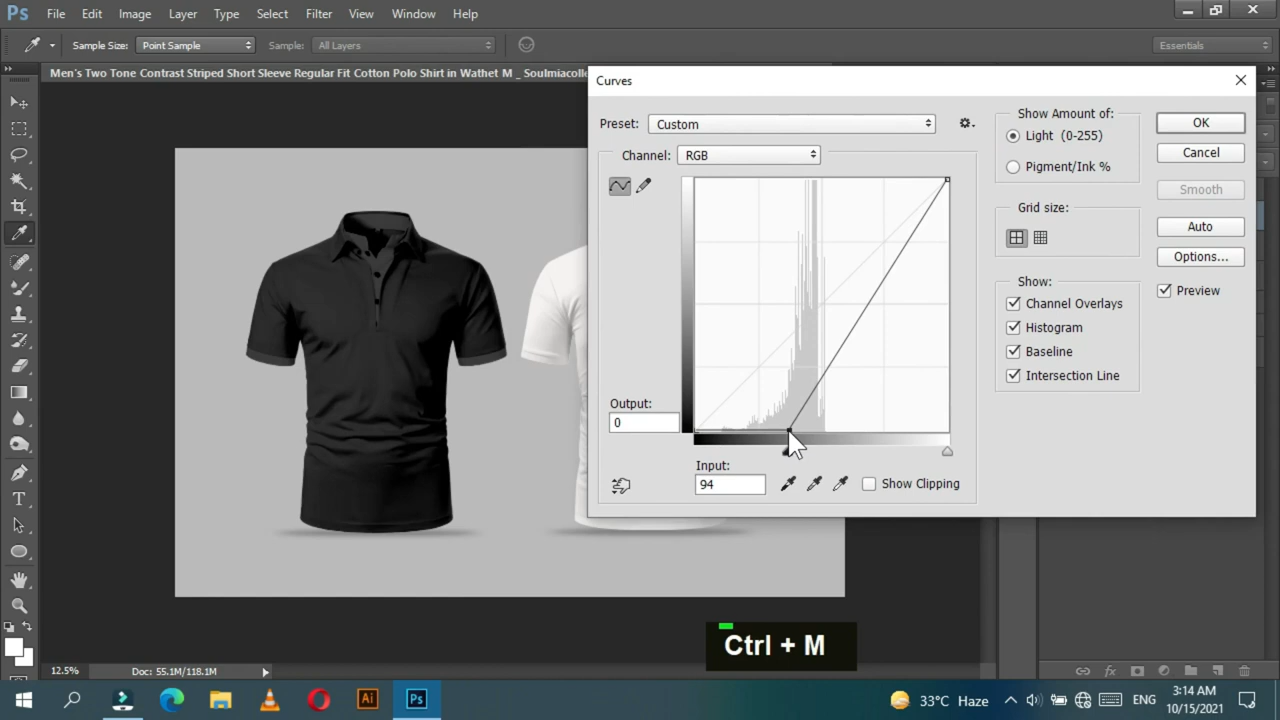 Ps File Edit Image Layer Type Select Filter View Window Help
Sample Size: Point Sample Sample: All Layers Essentials
Men's Two Tone Contrast Striped Short Sleeve Regular Fit Cotton Polo Shirt in Wathet M _ Soulmiacolle
Curves
Preset: Custom
Channel: RGB
Output:
0
Input:
94
Show Clipping
Show Amount of:
Light (0-255)
Pigment/Ink %
Grid size:
Show:
Channel Overlays
Histogram
Baseline
Intersection Line
OK
Cancel
Smooth
Auto
Options...
Preview
Ctrl + M
12.5% Doc: 55.1M/118.1M
Ai Ps 33°C Haze ENG 3:14 AM
10/15/2021